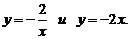 y = -2/x и y = -2x.